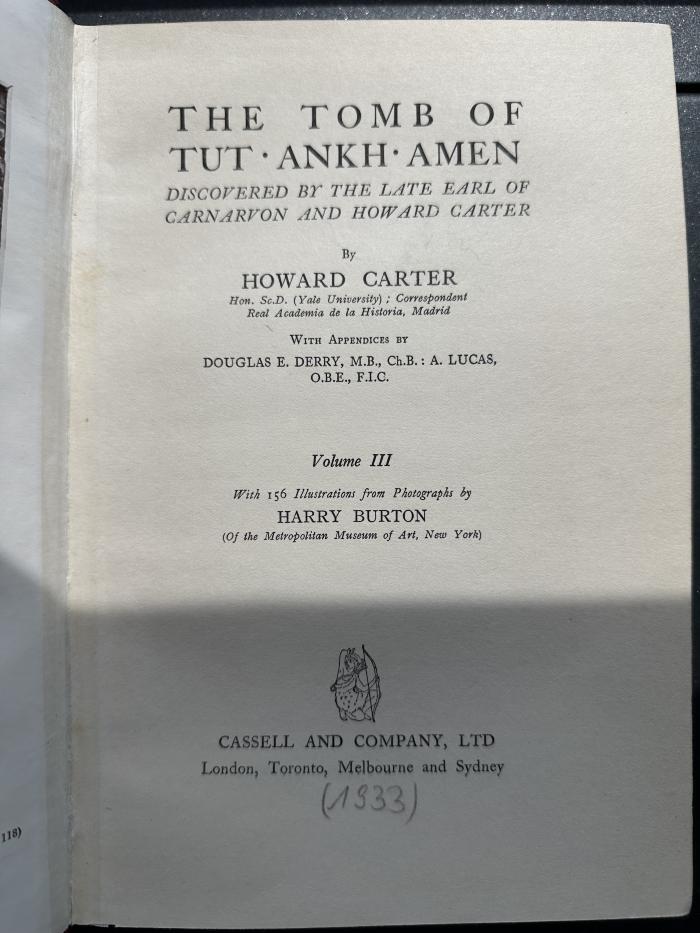 THE TOMB OF
TUT · ANKH · AMEN
DISCOVERED BY THE LATE EARL OF
CARNARVON AND HOWARD CARTER
By
HOWARD CARTER
Hon. Sc.D. (Yale University) ; Correspondent
Real Academia de la Historia, Madrid
WITH APPENDICES BY
DOUGLAS E. DERRY, M.B., Ch.B.: A. LUCAS,
O.B.E., F.I.C.
Volume III
With 156 Illustrations from Photographs by
HARRY BURTON
(Of the Metropolitan Museum of Art, New York)
CASSELL AND COMPANY, LTD
London, Toronto, Melbourne and Sydney
(1933)
118)